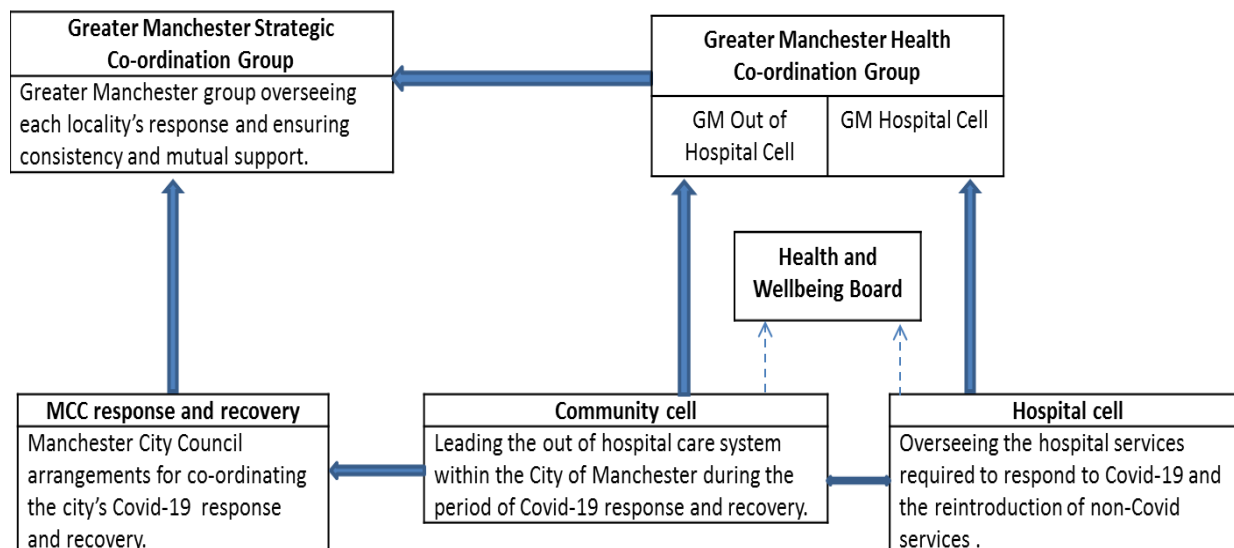 Greater Manchester Strategic
Co-ordination Group
Greater Manchester group overseeing
each locality's response and ensuring
consistency and mutual support.
Greater Manchester Health
Co-ordination Group
GM Out of
Hospital Cell
GM Hospital Cell
Health and
Wellbeing Board
MCC response and recovery
Manchester City Council
arrangements for co-ordinating
the city's Covid-19 response
and recovery.
Community cell
Leading the out of hospital care system
within the City of Manchester during the
period of Covid-19 response and recovery.
Hospital cell
Overseeing the hospital services
required to respond to Covid-19 and
the reintroduction of non-Covid
services .